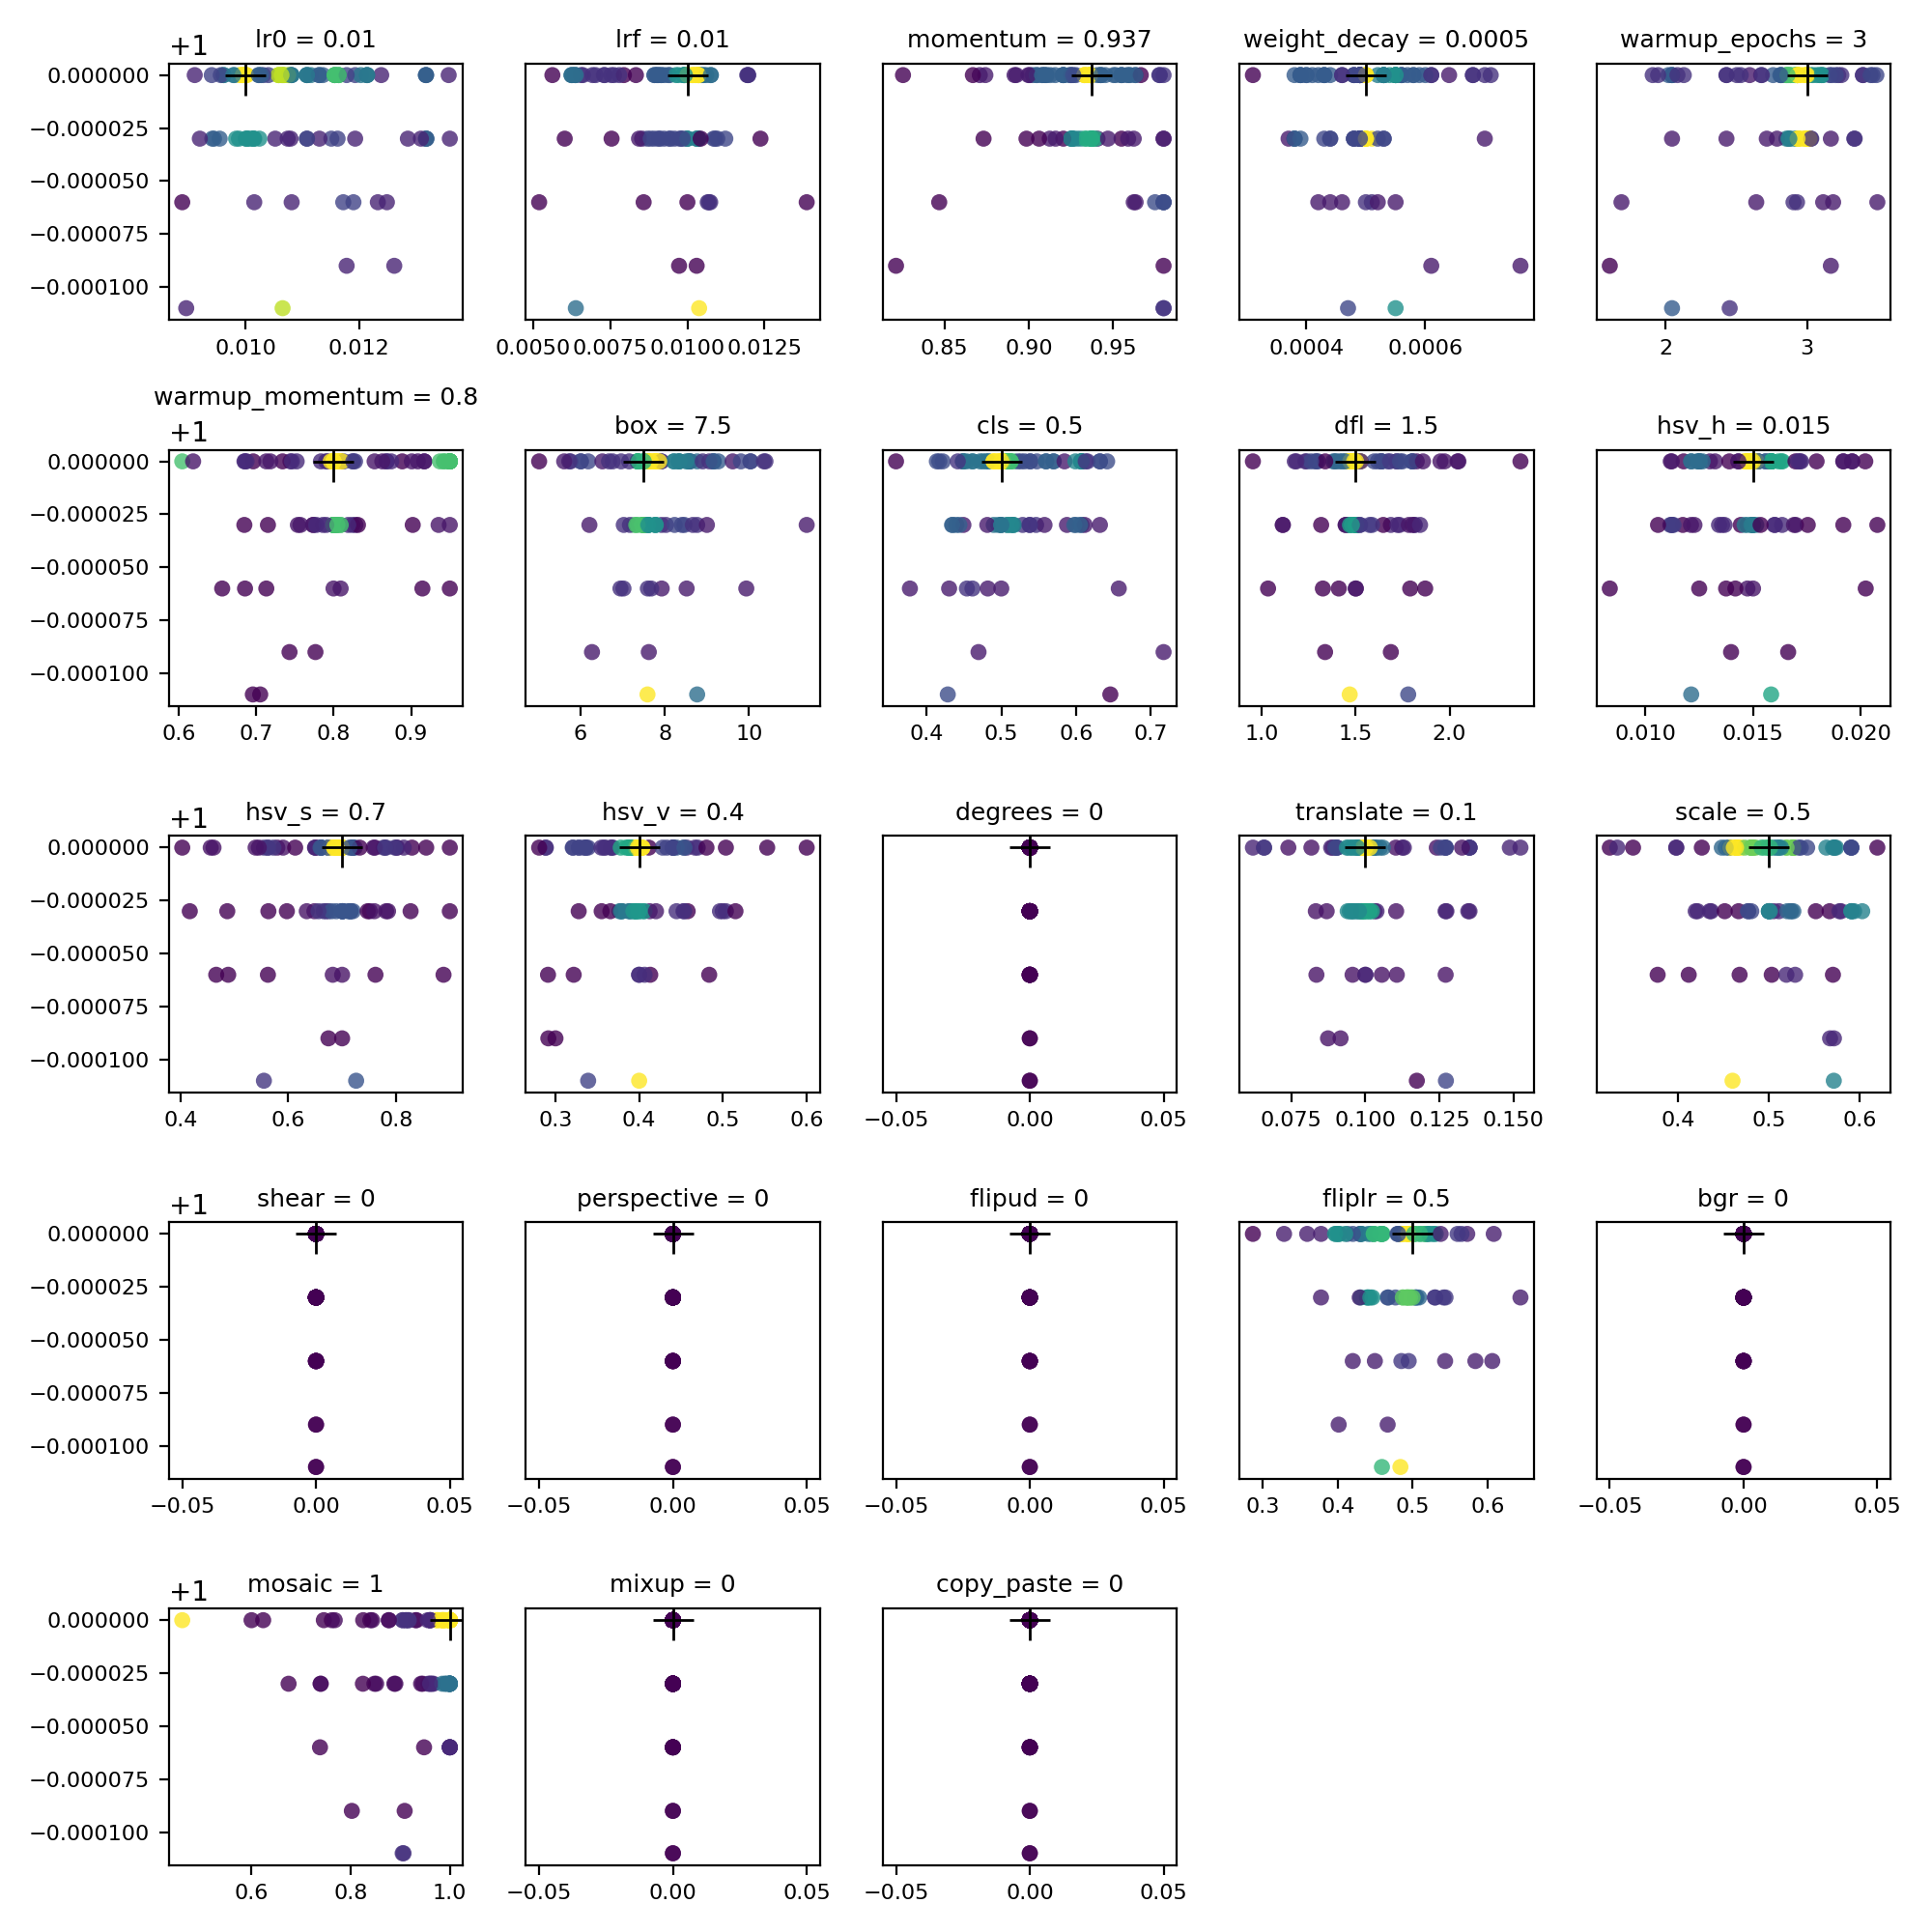 +1
lr0 = 0.01
lrf = 0.01
momentum = 0.937
weight_decay = 0.0005
warmup_epochs = 3
0.000000
−0.000025
−0.000050
−0.000075
−0.000100
0.010 0.012
0.0050 0.0075 0.0100 0.0125
0.85 0.90 0.95
0.0004 0.0006
2 3
warmup_momentum = 0.8
+1
box = 7.5
cls = 0.5
dfl = 1.5
hsv_h = 0.015
0.000000
−0.000025
−0.000050
−0.000075
−0.000100
0.6 0.7 0.8 0.9
6 8 10
0.4 0.5 0.6 0.7
1.0 1.5 2.0
0.010 0.015 0.020
+1
hsv_s = 0.7
hsv_v = 0.4
degrees = 0
translate = 0.1
scale = 0.5
0.000000
−0.000025
−0.000050
−0.000075
−0.000100
0.4 0.6 0.8
0.3 0.4 0.5 0.6
−0.05 0.00 0.05
0.075 0.100 0.125 0.150
0.4 0.5 0.6
+1
shear = 0
perspective = 0
flipud = 0
fliplr = 0.5
bgr = 0
0.000000
−0.000025
−0.000050
−0.000075
−0.000100
−0.05 0.00 0.05
−0.05 0.00 0.05
−0.05 0.00 0.05
0.3 0.4 0.5 0.6
−0.05 0.00 0.05
+1
mosaic = 1
mixup = 0
copy_paste = 0
0.000000
−0.000025
−0.000050
−0.000075
−0.000100
0.6 0.8 1.0
−0.05 0.00 0.05
−0.05 0.00 0.05